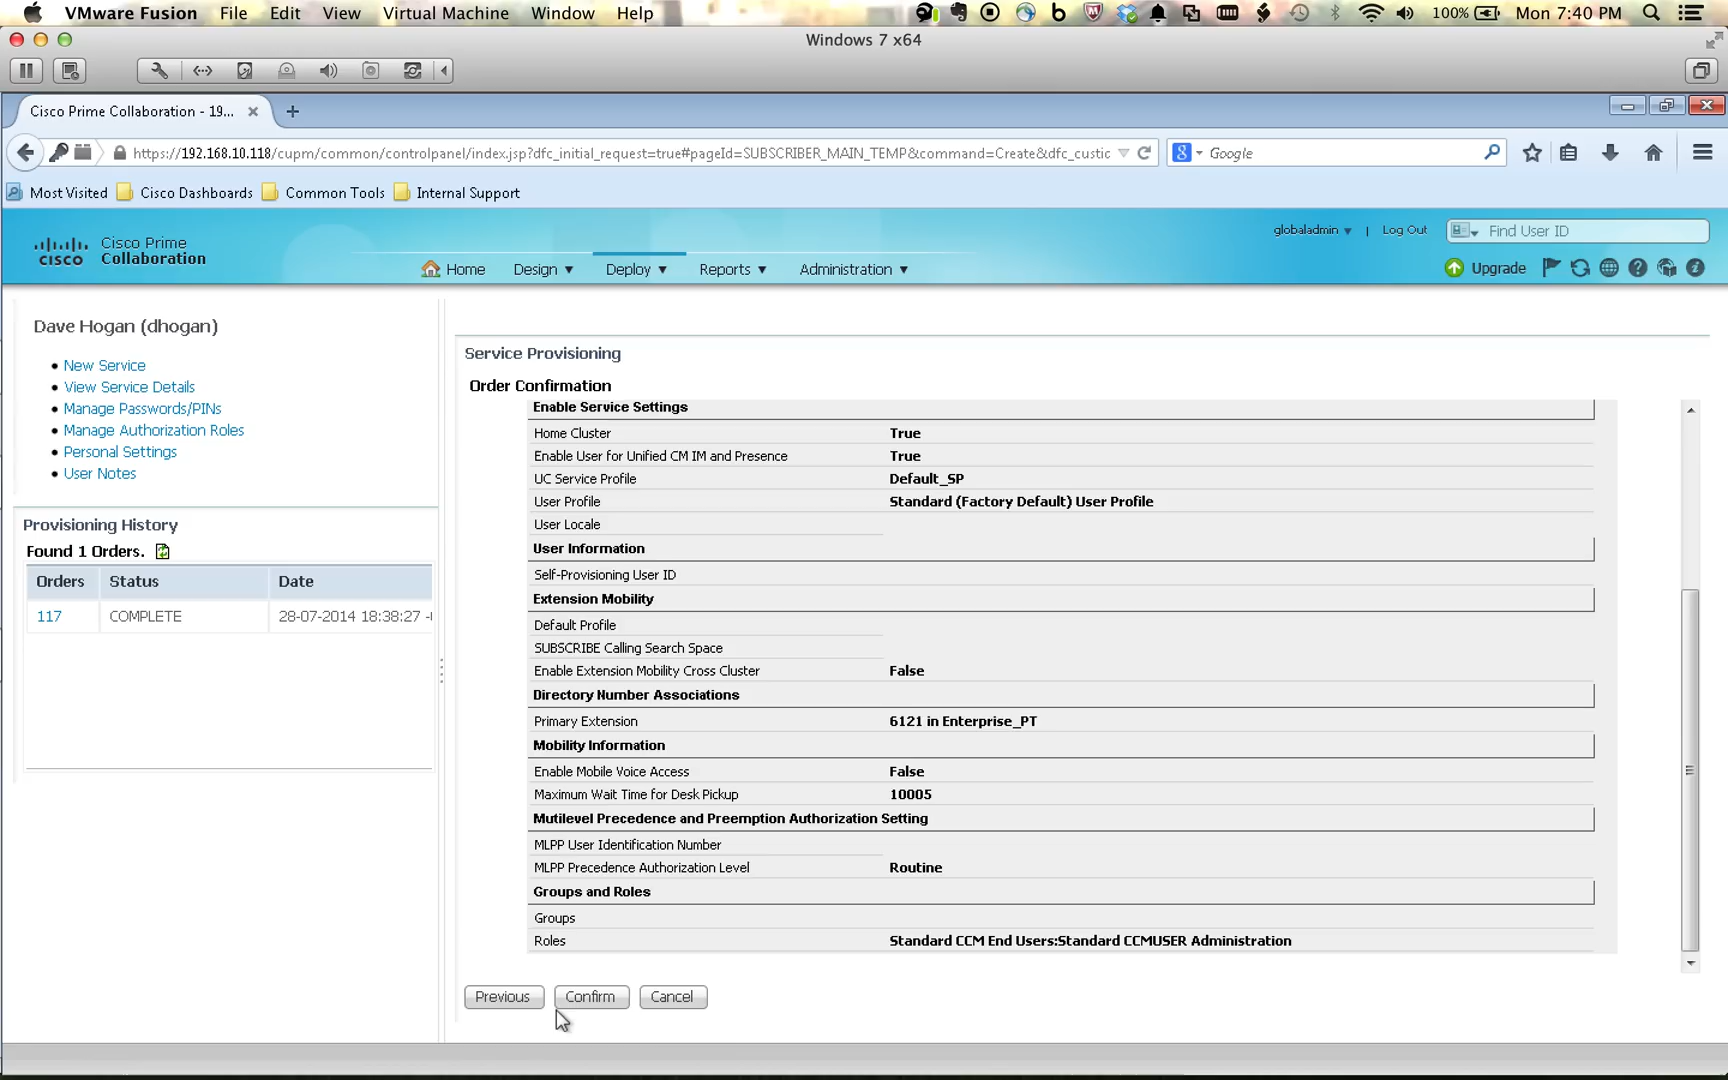 VMware Fusion File Edit View Virtual Machine Window Help 100% Mon 7:40 PM
Windows 7 x64
Cisco Prime Collaboration - 19...
https://192.168.10.118/cupm/common/controlpanel/index.jsp?dfc_initial_request=true#pageId=SUBSCRIBER_MAIN_TEMP&command=Create&dfc_custic
Google
Most Visited Cisco Dashboards Common Tools Internal Support
CISCO
Cisco Prime
Collaboration
Home Design Deploy Reports Administration
globaladmin | Log Out
Find User ID
Upgrade
Dave Hogan (dhogan)
New Service
View Service Details
Manage Passwords/PINs
Manage Authorization Roles
Personal Settings
User Notes
Provisioning History
Found 1 Orders.
Orders Status Date
117 COMPLETE 28-07-2014 18:38:27
Service Provisioning
Order Confirmation
Enable Service Settings
Home Cluster True
Enable User for Unified CM IM and Presence True
UC Service Profile Default_SP
User Profile Standard (Factory Default) User Profile
User Locale
User Information
Self-Provisioning User ID
Extension Mobility
Default Profile
SUBSCRIBE Calling Search Space
Enable Extension Mobility Cross Cluster False
Directory Number Associations
Primary Extension 6121 in Enterprise_PT
Mobility Information
Enable Mobile Voice Access False
Maximum Wait Time for Desk Pickup 10005
Mutilevel Precedence and Preemption Authorization Setting
MLPP User Identification Number
MLPP Precedence Authorization Level Routine
Groups and Roles
Groups
Roles Standard CCM End Users:Standard CCMUSER Administration
Previous Confirm Cancel